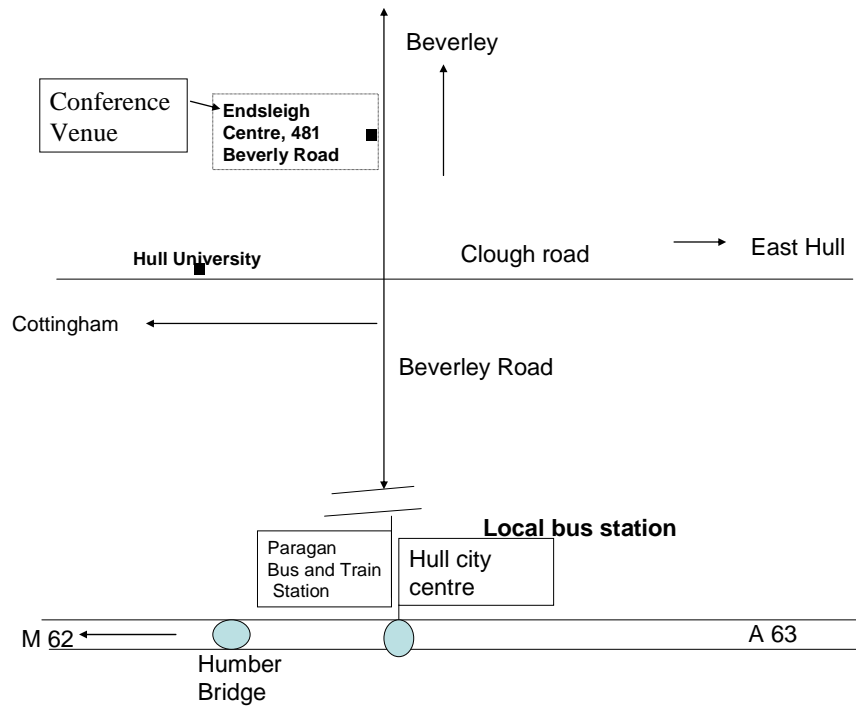 Beverley
Conference
Venue
Endsleigh
Centre, 481
Beverly Road
Hull University
Clough road
East Hull
Cottingham
Beverley Road
Local bus station
Paragan
Bus and Train
Station
Hull city
centre
M 62
A 63
Humber
Bridge